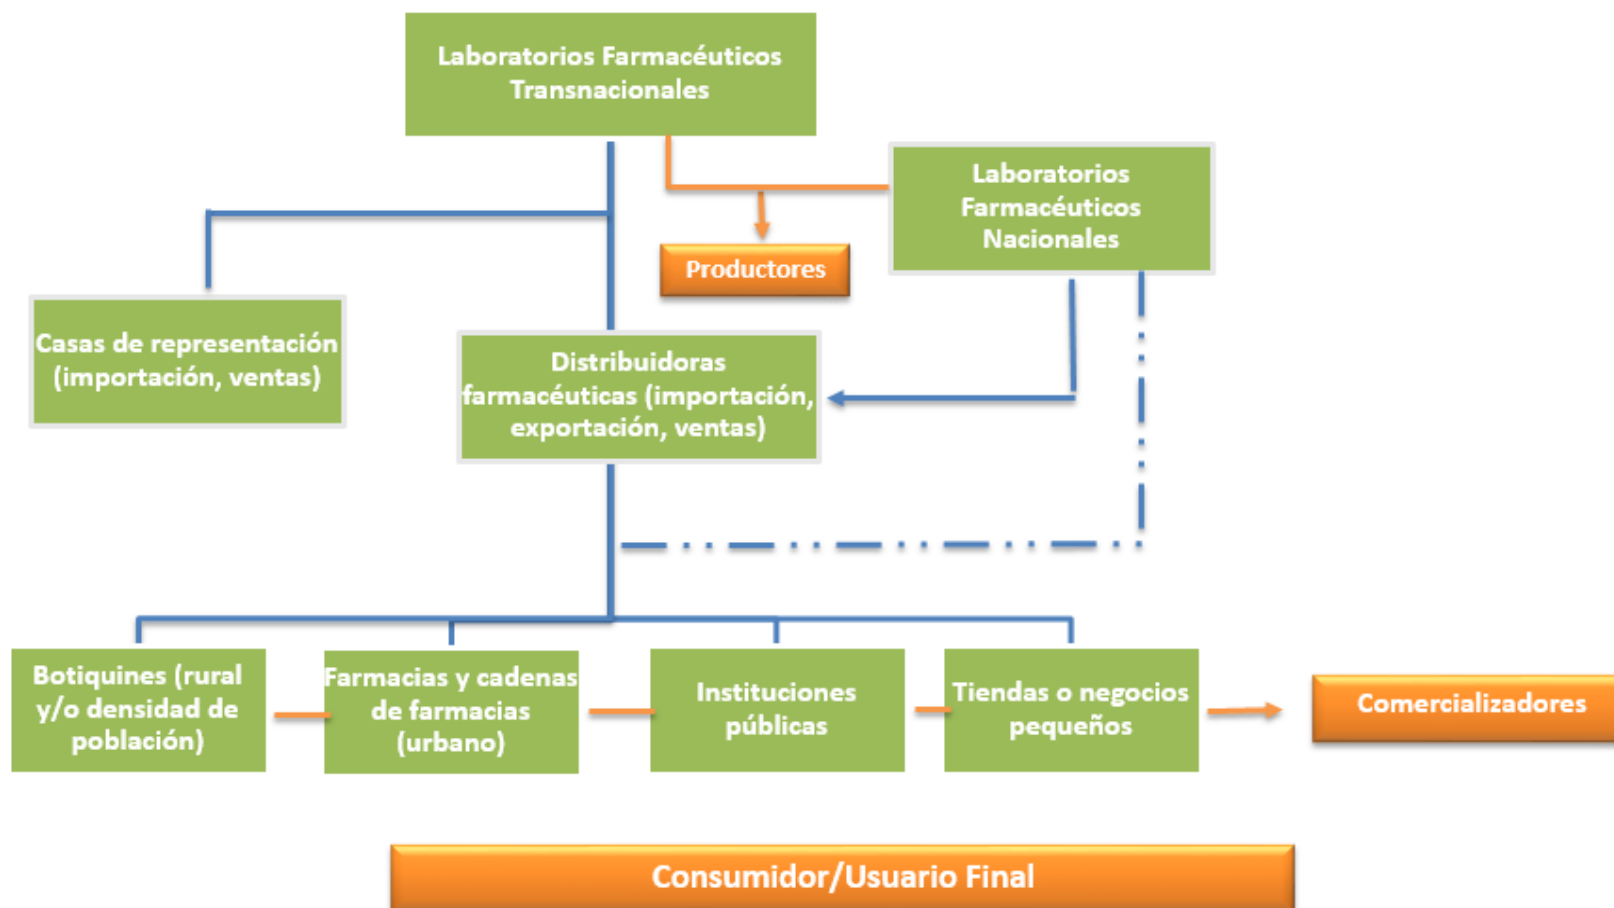 Laboratorios Farmacéuticos
Transnacionales
Laboratorios
Farmacéuticos
Nacionales
Productores
Casas de representación
(importación, ventas)
Distribuidoras
farmacéuticas (importación,
exportación, ventas)
Botiquines (rural
y/o densidad de
población)
Farmacias y cadenas
de farmacias
(urbano)
Instituciones
públicas
Tiendas o negocios
pequeños
Comercializadores
Consumidor/Usuario Final